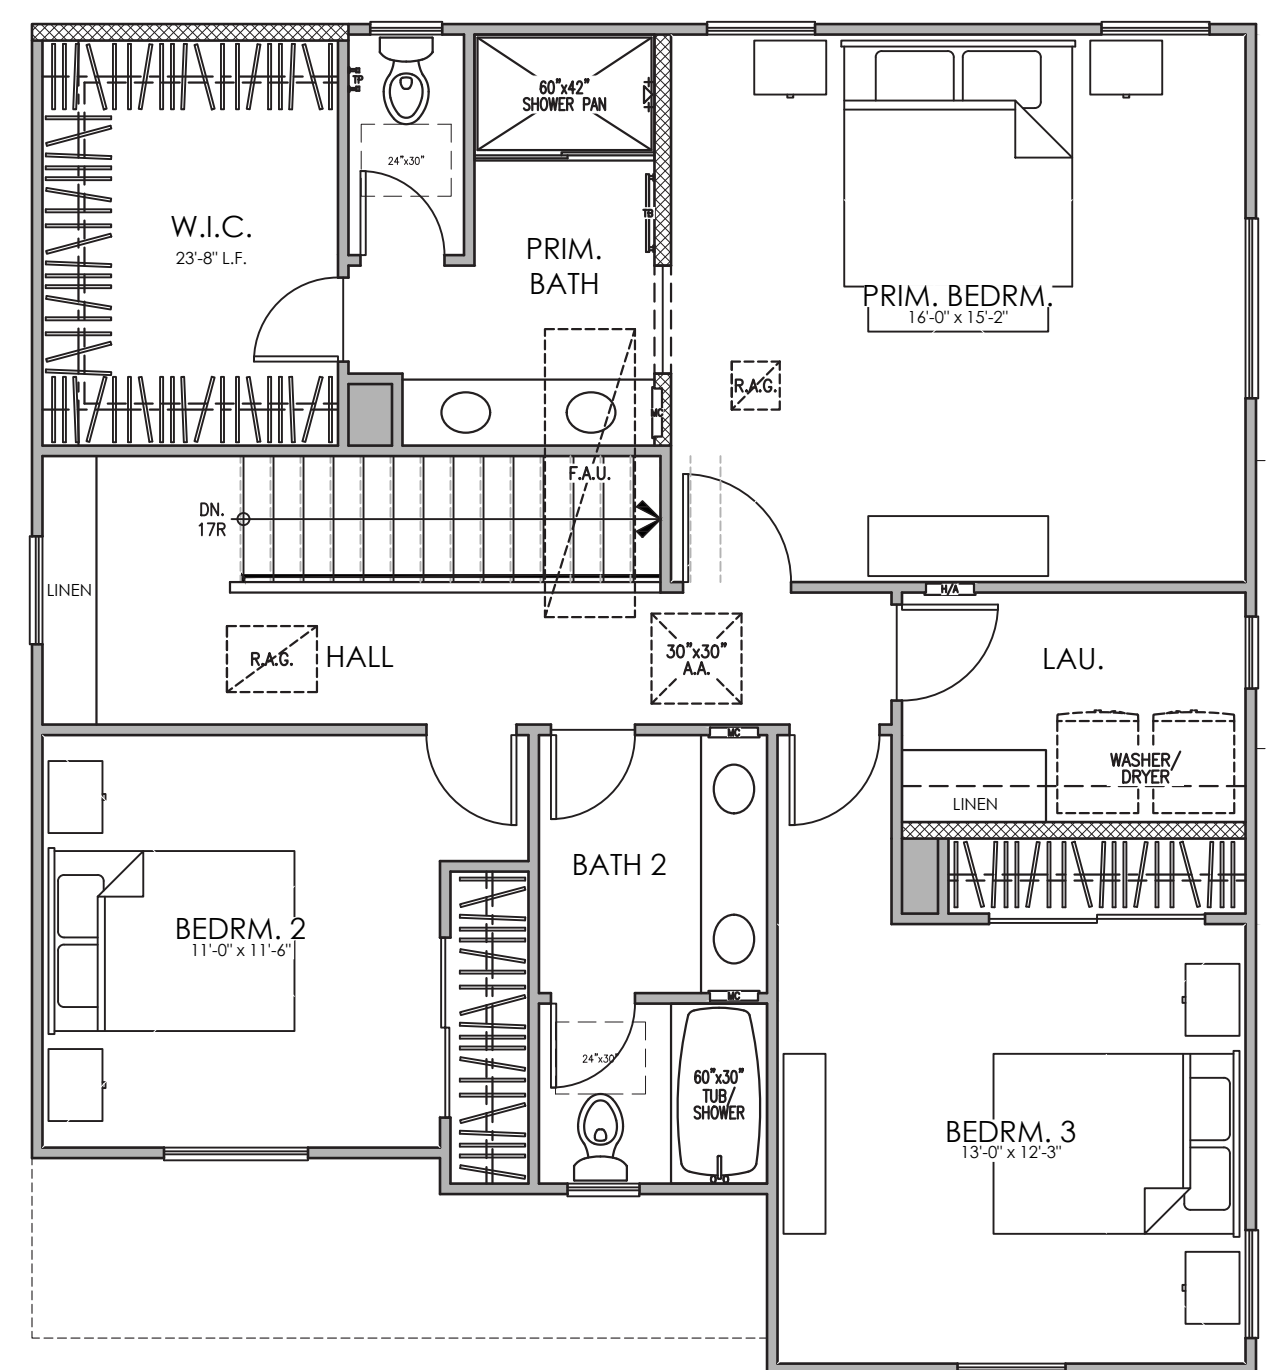 TP
60"x42"
SHOWER PAN
24"x30"
W.I.C.
23'-8" L.F.
TB
PRIM.
BATH
PRIM. BEDRM.
16'-0" x 15'-2"
R.A.G.
MC
F.A.U.
DN.
17R
LINEN
H/A
R.A.G.
HALL
30"x30"
A.A.
LAU.
MC
WASHER/
DRYER
LINEN
BATH 2
BEDRM. 2
11'-0" x 11'-6"
MC
24"x30"
60"x30"
TUB/
SHOWER
BEDRM. 3
13'-0" x 12'-3"